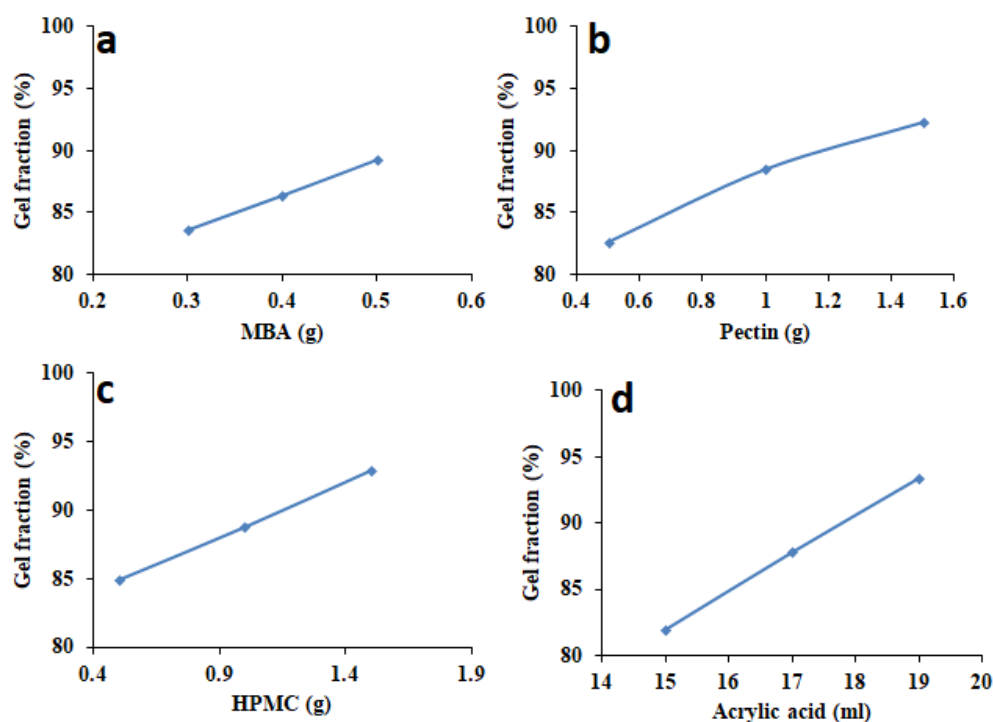 a
Gel fraction (%)
100
95
90
85
80
0.2 0.3 0.4 0.5 0.6
MBA (g)
b
Gel fraction (%)
100
95
90
85
80
0.4 0.6 0.8 1 1.2 1.4 1.6
Pectin (g)
c
Gel fraction (%)
100
95
90
85
80
0.4 0.9 1.4 1.9
HPMC (g)
d
Gel fraction (%)
100
95
90
85
80
14 15 16 17 18 19 20
Acrylic acid (ml)